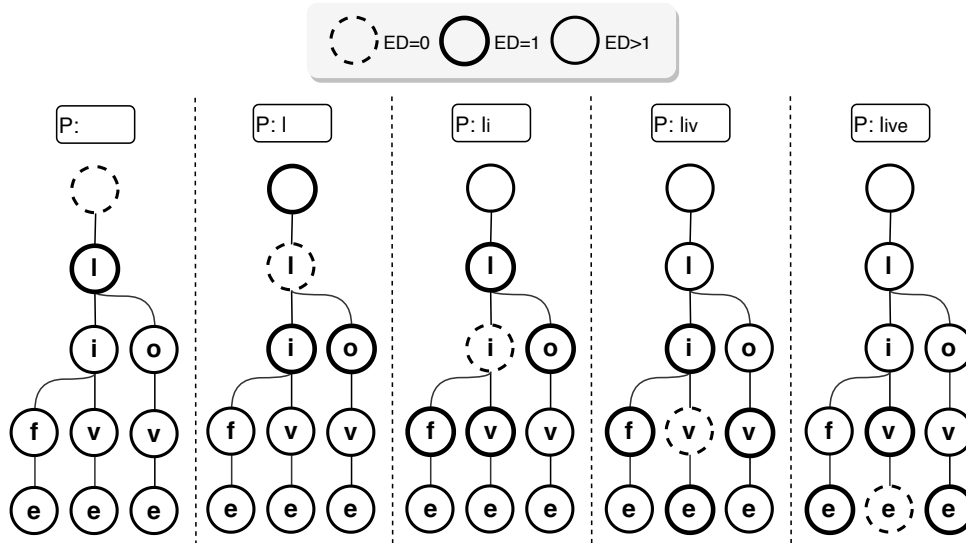 ED=0 ED=1 ED>1
P: P: l P: li P: liv P: live
l l l l l
i o i o i o i o i o
f v v f v v f v v f v v f v v
e e e e e e e e e e e e e e e